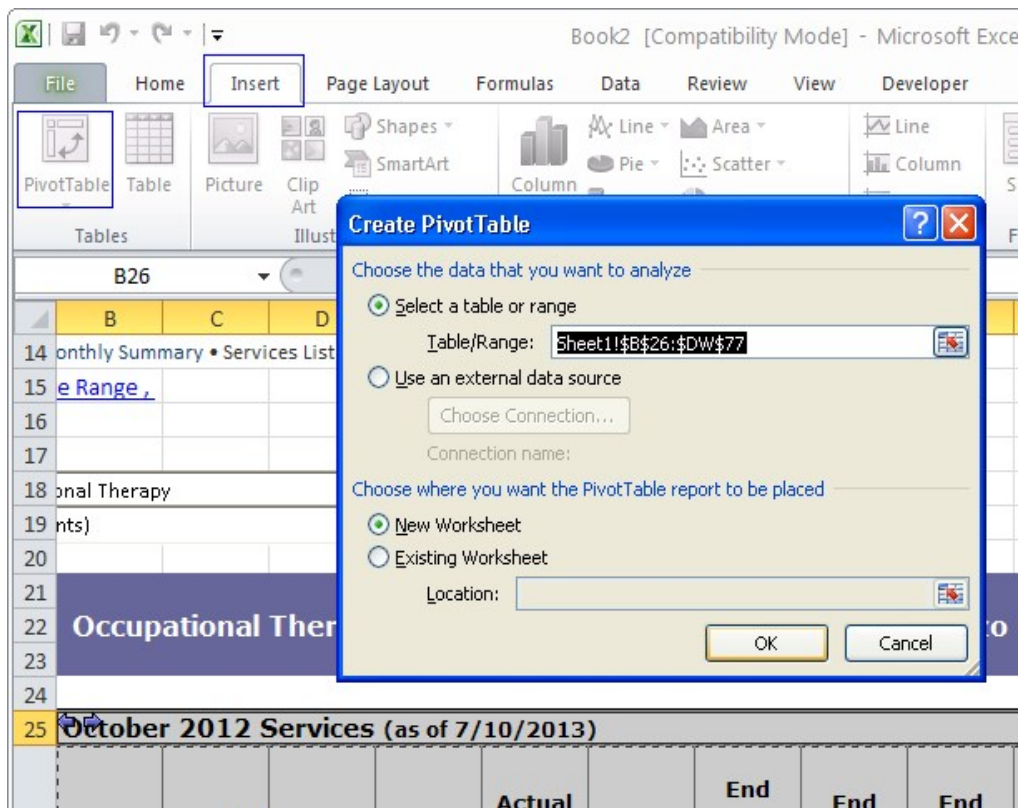 Book2 [Compatibility Mode] - Microsoft Exce
File Home Insert Page Layout Formulas Data Review View Developer
PivotTable Table Picture Clip Art Shapes SmartArt Column Line Pie Area Scatter Line Column
Tables Illust
B26
B C D
14 onthly Summary • Services List
15 e Range ,
16
17
18 onal Therapy
19 nts)
20
21
22 Occupational Ther to
23
24
25 October 2012 Services (as of 7/10/2013)
Actual End End End
Create PivotTable
Choose the data that you want to analyze
Select a table or range
Table/Range: Sheet1!$B$26:$DW$77
Use an external data source
Choose Connection...
Connection name:
Choose where you want the PivotTable report to be placed
New Worksheet
Existing Worksheet
Location:
OK Cancel